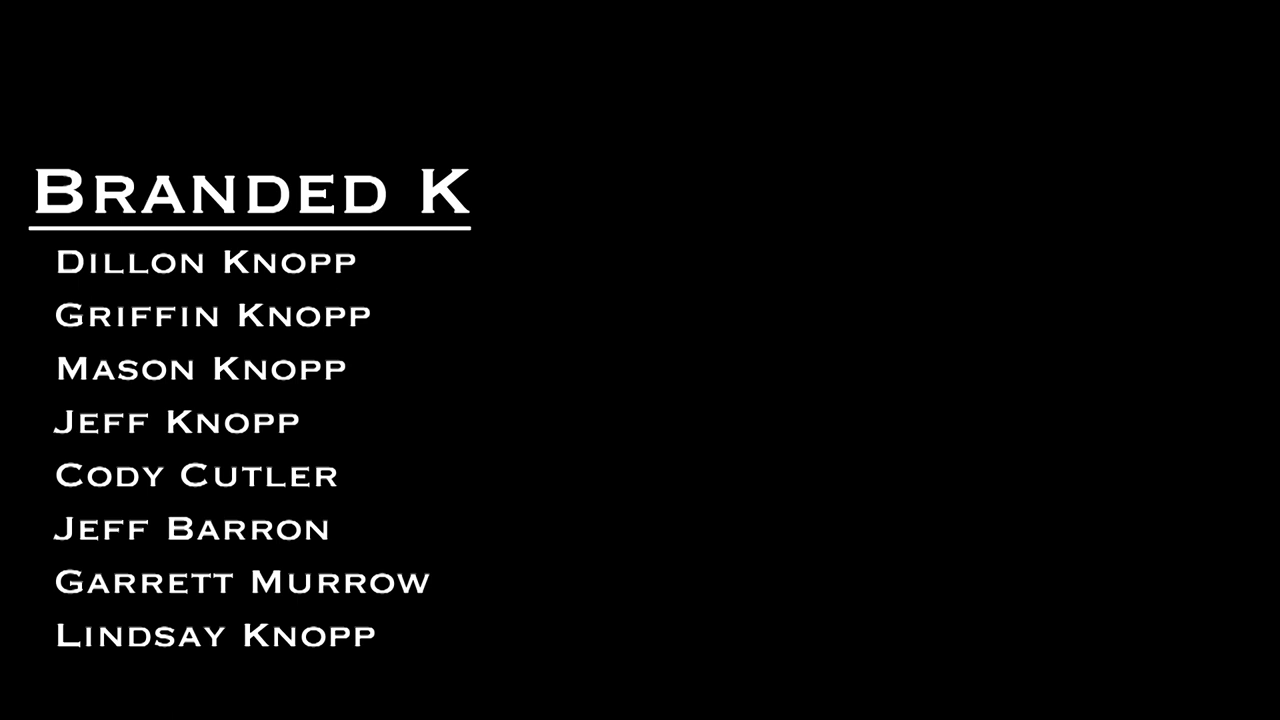 Branded K
Dillon Knopp
Griffin Knopp
Mason Knopp
Jeff Knopp
Cody Cutler
Jeff Barron
Garrett Murrow
Lindsay Knopp